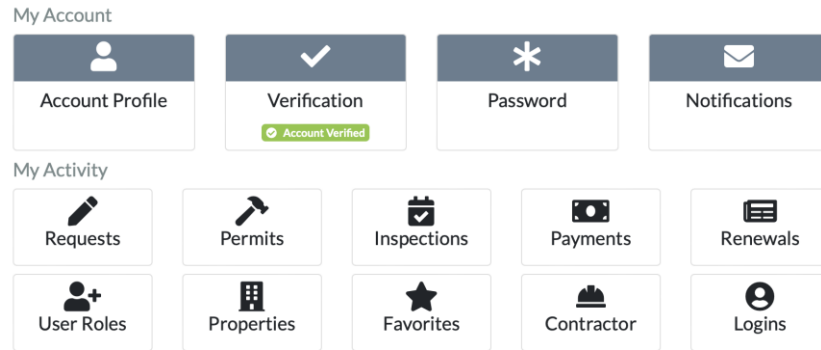 My Account
Account Profile
Verification
Password
Notifications
Account Verified
My Activity
Requests
Permits
Inspections
Payments
Renewals
User Roles
Properties
Favorites
Contractor
Logins